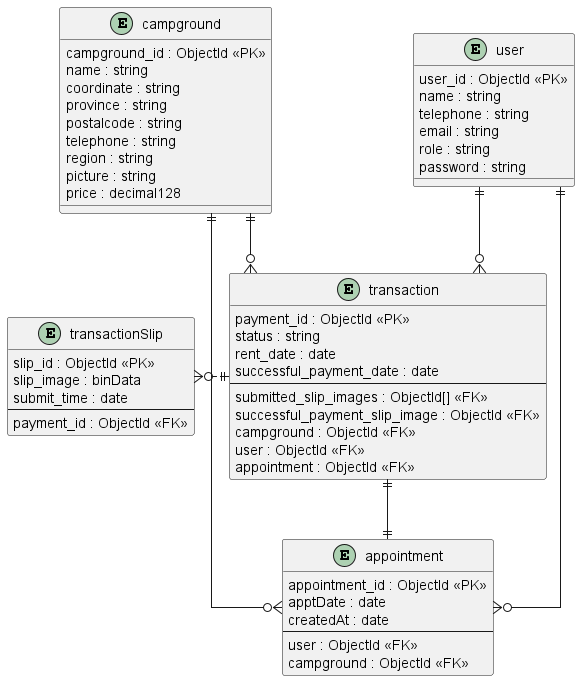 E campground
campground_id : ObjectId «PK»
name : string
coordinate : string
province : string
postalcode : string
telephone : string
region : string
picture : string
price : decimal128
E user
user_id : ObjectId «PK»
name : string
telephone : string
email : string
role : string
password : string
E transaction
payment_id : ObjectId «PK»
status : string
rent_date : date
successful_payment_date : date
submitted_slip_images : ObjectId[] «FK»
successful_payment_slip_image : ObjectId «FK»
campground : ObjectId «FK»
user : ObjectId «FK»
appointment : ObjectId «FK»
E transactionSlip
slip_id : ObjectId «PK»
slip_image : binData
submit_time : date
payment_id : ObjectId «FK»
E appointment
appointment_id : ObjectId «PK»
apptDate : date
createdAt : date
user : ObjectId «FK»
campground : ObjectId «FK»